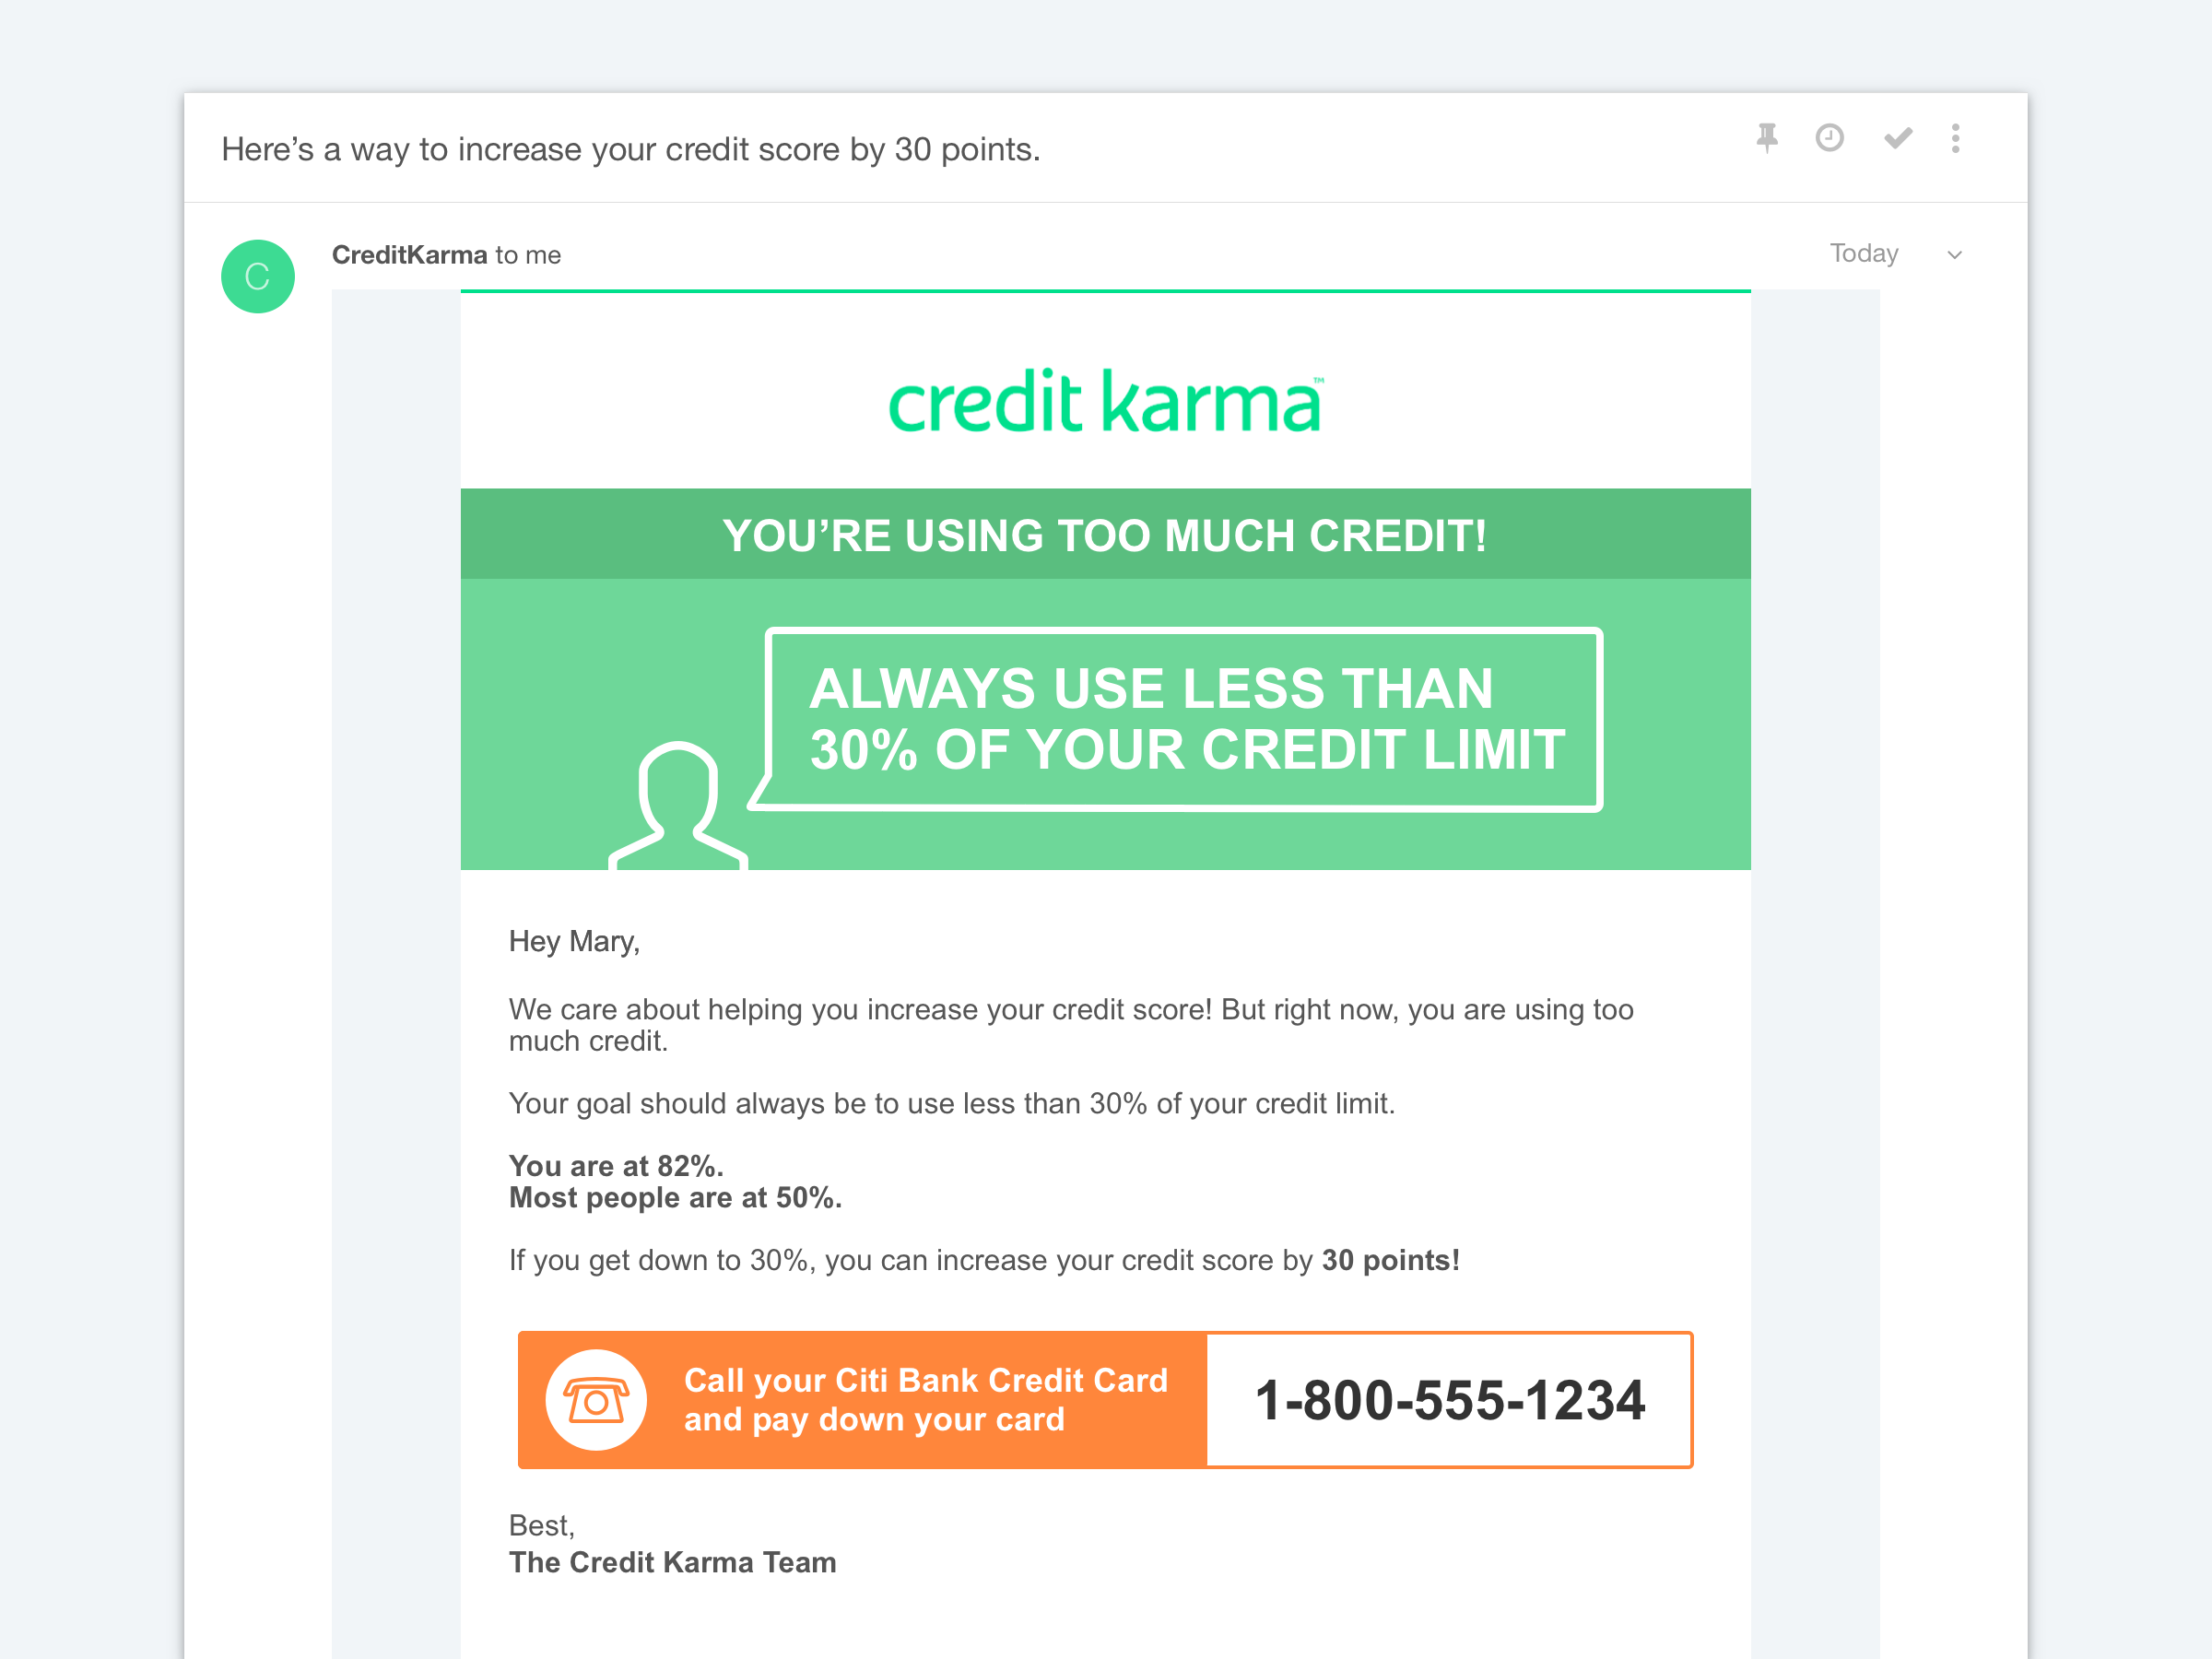 Here’s a way to increase your credit score by 30 points.
C
CreditKarma to me
Today
credit karma™
YOU’RE USING TOO MUCH CREDIT!
ALWAYS USE LESS THAN
30% OF YOUR CREDIT LIMIT
Hey Mary,
We care about helping you increase your credit score! But right now, you are using too
much credit.
Your goal should always be to use less than 30% of your credit limit.
You are at 82%.
Most people are at 50%.
If you get down to 30%, you can increase your credit score by 30 points!
Call your Citi Bank Credit Card
and pay down your card
1-800-555-1234
Best,
The Credit Karma Team